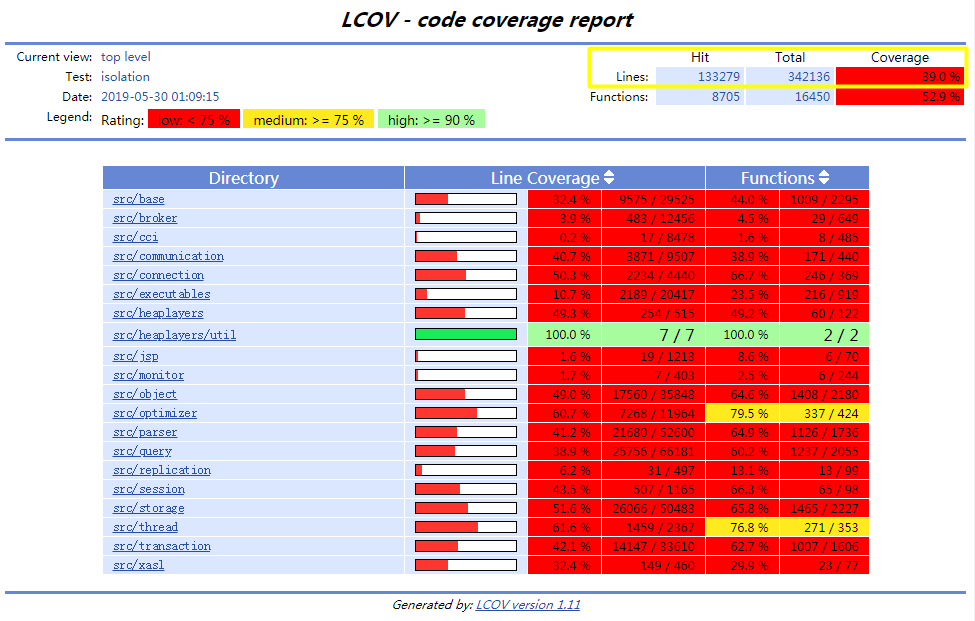 LCOV - code coverage report
Current view: top level
Test: isolation
Date: 2019-05-30 01:09:15
Legend: Rating: low: < 75 % medium: >= 75 % high: >= 90 %
Hit Total Coverage
Lines: 133279 342136 39.0 %
Functions: 8705 16450 52.9 %
Directory Line Coverage Functions
src/base 32.4 % 9575 / 29525 44.0 % 1009 / 2295
src/broker 3.9 % 483 / 12456 4.5 % 29 / 649
src/cci 0.2 % 17 / 8478 1.6 % 8 / 485
src/communication 40.7 % 3871 / 9507 38.9 % 171 / 440
src/connection 50.3 % 2234 / 4440 66.7 % 246 / 369
src/executables 10.7 % 2189 / 20417 23.5 % 216 / 919
src/heaplayers 49.3 % 254 / 515 49.2 % 60 / 122
src/heaplayers/util 100.0 % 7 / 7 100.0 % 2 / 2
src/jsp 1.6 % 19 / 1213 8.6 % 6 / 70
src/monitor 1.7 % 7 / 403 2.5 % 6 / 244
src/object 49.0 % 17560 / 35848 64.6 % 1408 / 2180
src/optimizer 60.7 % 7268 / 11964 79.5 % 337 / 424
src/parser 41.2 % 21680 / 52600 64.9 % 1126 / 1736
src/query 38.9 % 25756 / 66181 60.2 % 1237 / 2055
src/replication 6.2 % 31 / 497 13.1 % 13 / 99
src/session 43.5 % 507 / 1165 66.3 % 65 / 98
src/storage 51.6 % 26066 / 50483 65.8 % 1465 / 2227
src/thread 61.6 % 1459 / 2367 76.8 % 271 / 353
src/transaction 42.1 % 14147 / 33610 62.7 % 1007 / 1606
src/xasl 32.4 % 149 / 460 29.9 % 23 / 77
Generated by: LCOV version 1.11